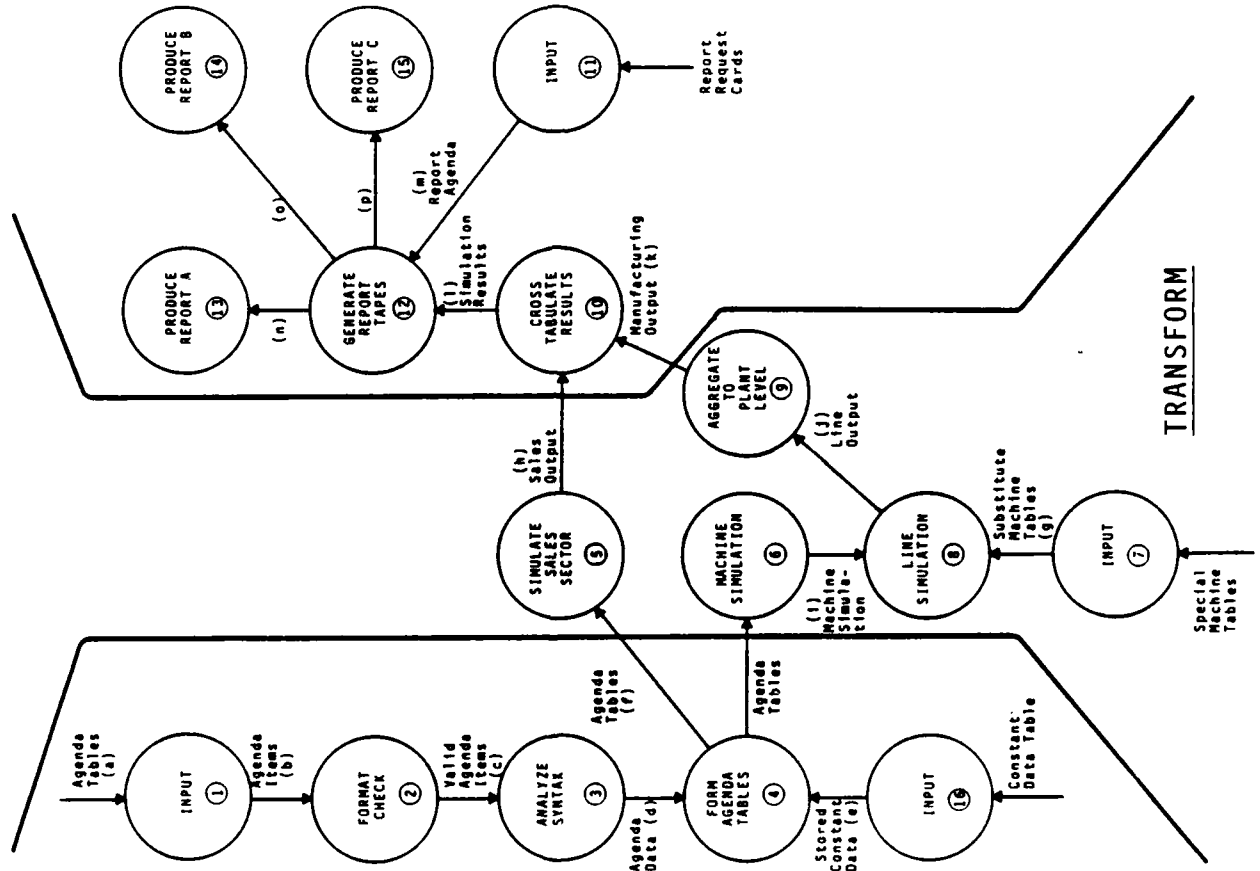 Agenda
Tables
(a)
INPUT
1
Agenda
Items
(b)
FORMAT
CHECK
2
Valid
Agenda
Items
(c)
ANALYZE
SYNTAX
3
Agenda
Data (d)
FORM
AGENDA
TABLES
4
Stored
Constant
Data (e)
INPUT
16
Constant
Data Table
Agenda
Tables
(f)
Agenda
Tables
SIMULATE
SALES
SECTOR
5
(h)
Sales
Output
MACHINE
SIMULATION
6
(i)
Machine
Simula-
tion
LINE
SIMULATION
8
Substitute
Machine
Tables
(g)
INPUT
7
Special
Machine
Tables
(j)
Line
Output
AGGREGATE
TO
PLANT
LEVEL
9
Manufacturing
Output (k)
CROSS
TABULATE
RESULTS
10
(l)
Simulation
Results
GENERATE
REPORT
TAPES
12
(n)
PRODUCE
REPORT A
13
(o)
PRODUCE
REPORT B
14
(p)
PRODUCE
REPORT C
15
(m)
Report
Agenda
INPUT
11
Report
Request
Cards
TRANSFORM